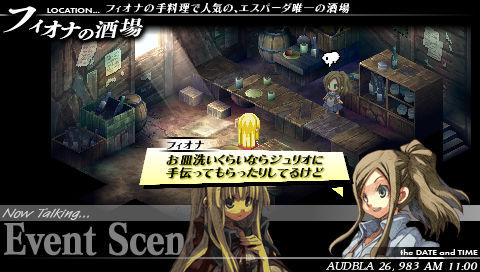 LOCATION... フィオナの手料理で人気の、エスパーダ唯一の酒場
フィオナの酒場
フィオナ
お皿洗いくらいならジュリオに
手伝ってもらったりしてるけど
Now Talking...
Event Scen
the DATE and TIME
AUDBLA 26, 983 AM 11:00